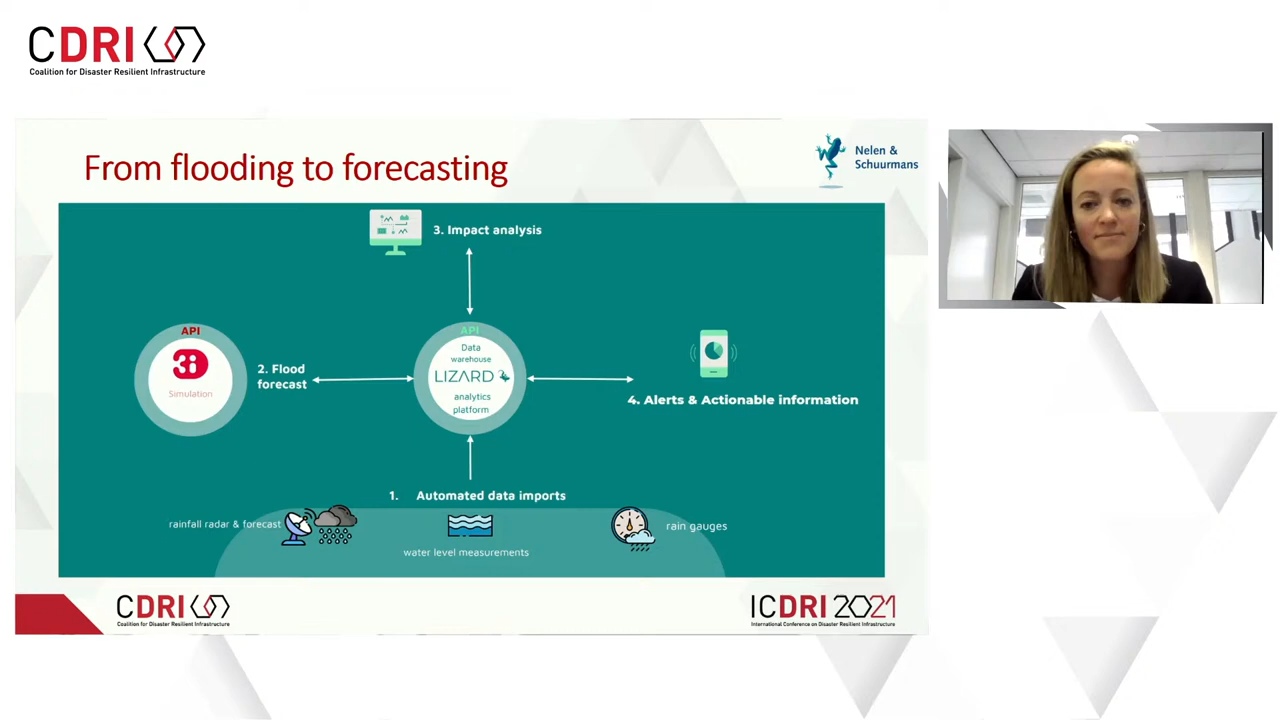 CDRI
Coalition for Disaster Resilient Infrastructure
From flooding to forecasting
Nelen &
Schuurmans
3. Impact analysis
API
3i
Simulation
2. Flood
forecast
API
Data
warehouse
LIZARD
analytics
platform
4. Alerts & Actionable information
1. Automated data imports
rainfall radar & forecast
water level measurements
rain gauges
CDRI
Coalition for Disaster Resilient Infrastructure
ICDRI 2021
International Conference on Disaster Resilient Infrastructure